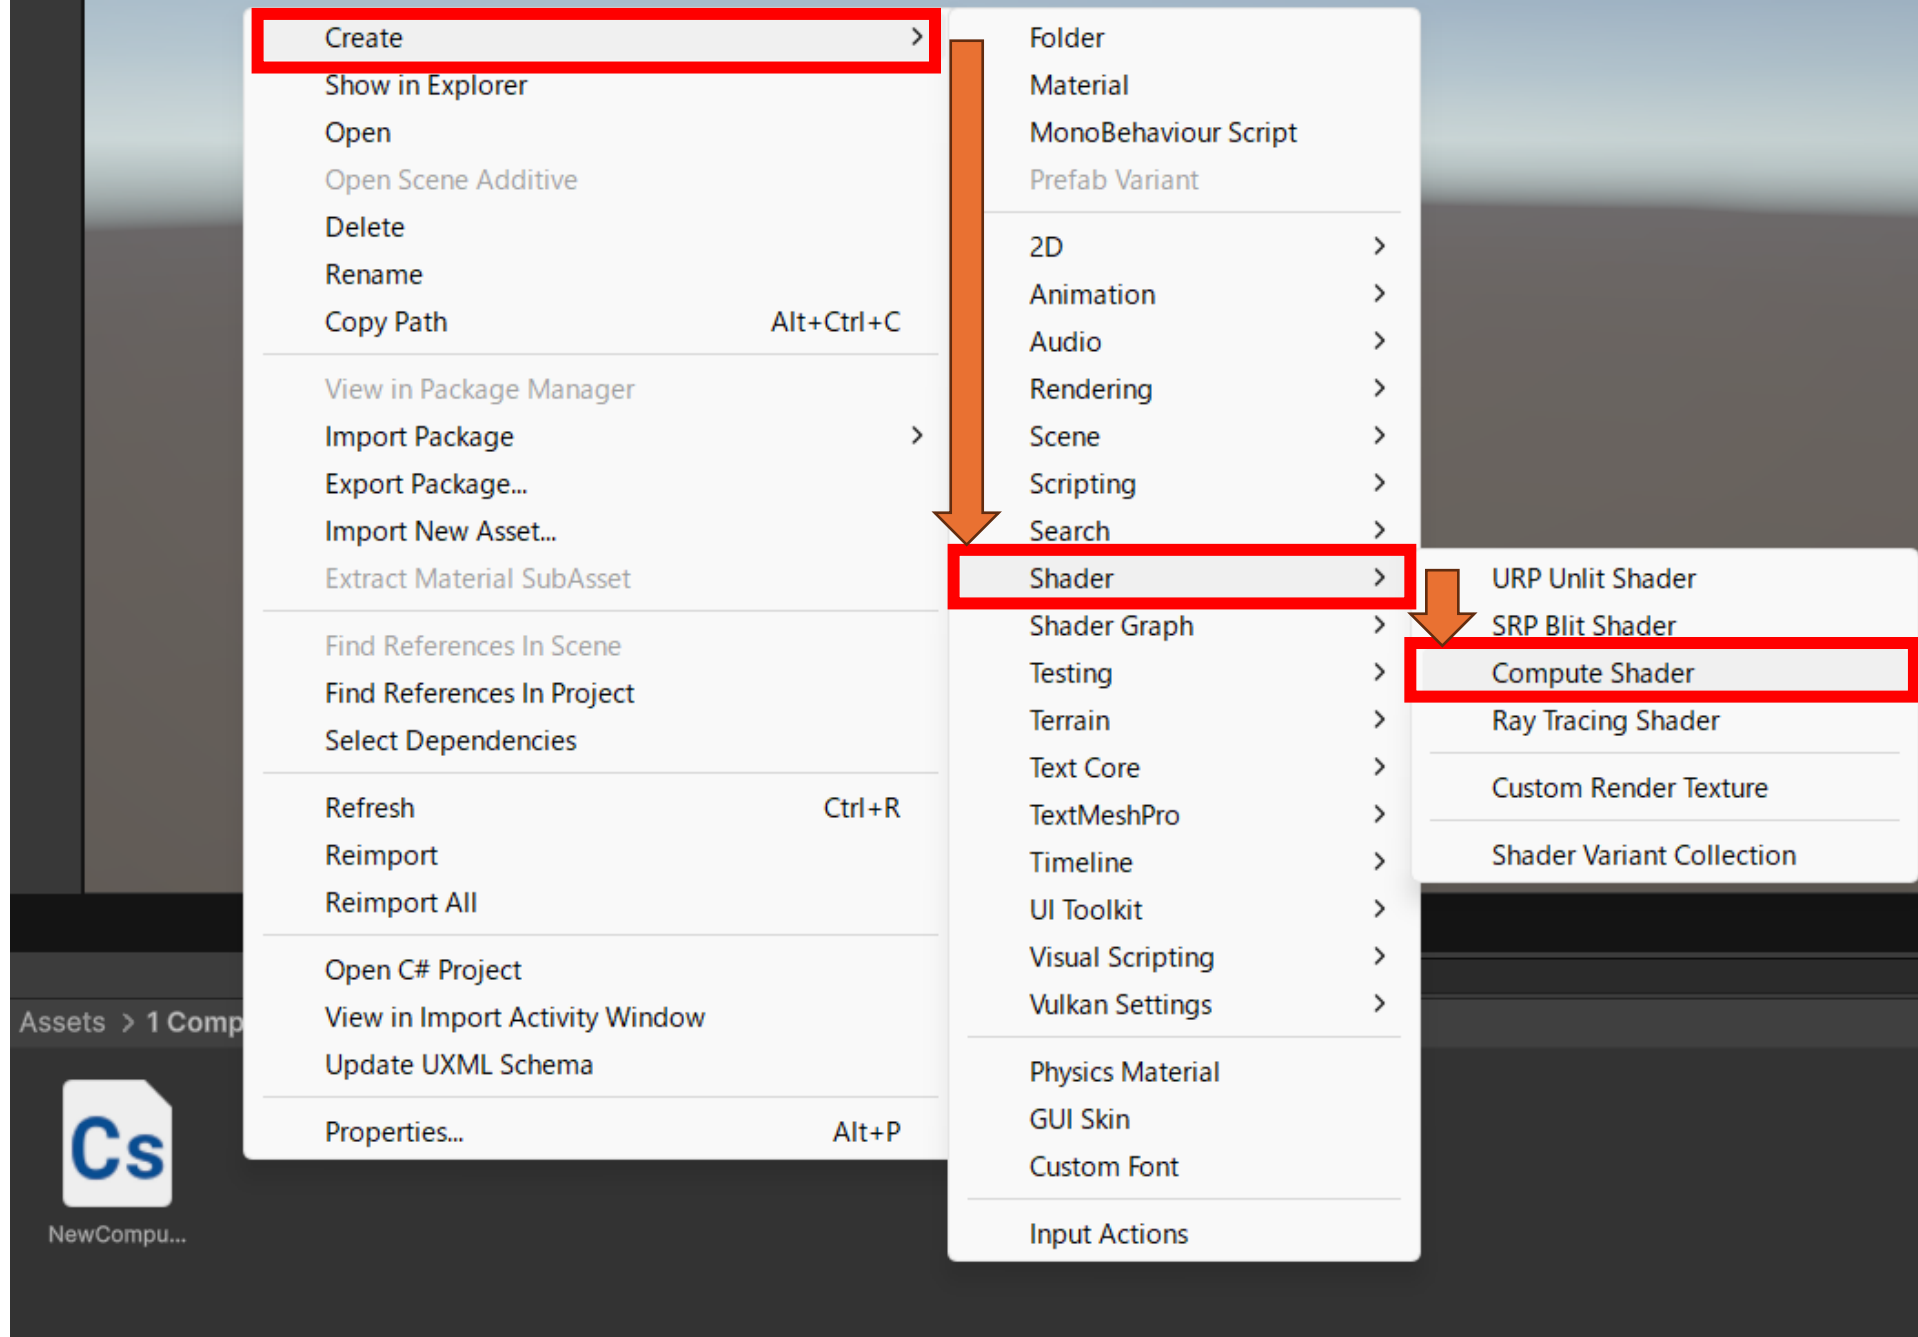 Create
Show in Explorer
Open
Open Scene Additive
Delete
Rename
Copy Path Alt+Ctrl+C
View in Package Manager
Import Package
Export Package...
Import New Asset...
Extract Material SubAsset
Find References In Scene
Find References In Project
Select Dependencies
Refresh Ctrl+R
Reimport
Reimport All
Open C# Project
View in Import Activity Window
Update UXML Schema
Properties... Alt+P
Folder
Material
MonoBehaviour Script
Prefab Variant
2D
Animation
Audio
Rendering
Scene
Scripting
Search
Shader
Shader Graph
Testing
Terrain
Text Core
TextMeshPro
Timeline
UI Toolkit
Visual Scripting
Vulkan Settings
Physics Material
GUI Skin
Custom Font
Input Actions
URP Unlit Shader
SRP Blit Shader
Compute Shader
Ray Tracing Shader
Custom Render Texture
Shader Variant Collection
Assets > 1 Comp
Cs
NewCompu...